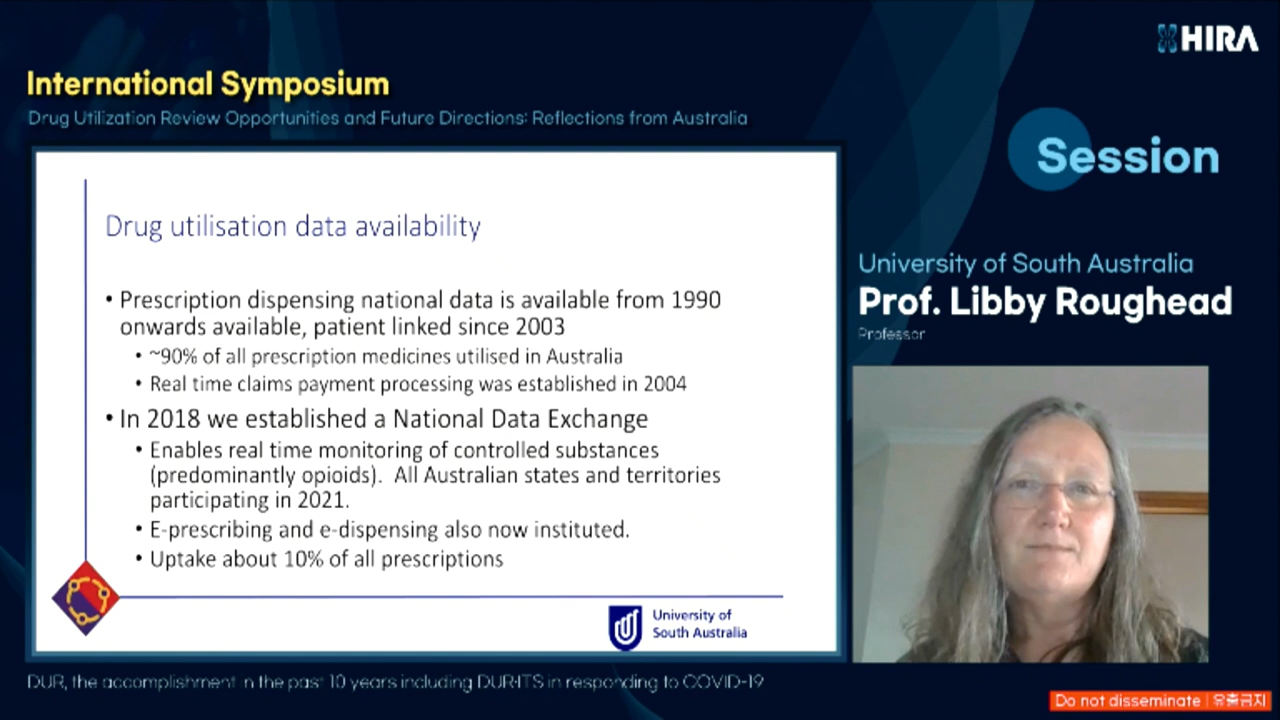 HIRA
International Symposium
Drug Utilization Review Opportunities and Future Directions: Reflections from Australia
Session
Drug utilisation data availability
• Prescription dispensing national data is available from 1990
onwards available, patient linked since 2003
• ~90% of all prescription medicines utilised in Australia
• Real time claims payment processing was established in 2004
• In 2018 we established a National Data Exchange
• Enables real time monitoring of controlled substances
(predominantly opioids). All Australian states and territories
participating in 2021.
• E-prescribing and e-dispensing also now instituted.
• Uptake about 10% of all prescriptions
University of
South Australia
University of South Australia
Prof. Libby Roughead
Professor
DUR, the accomplishment in the past 10 years including DUR-ITS in responding to COVID-19
Do not disseminate | 유출금지